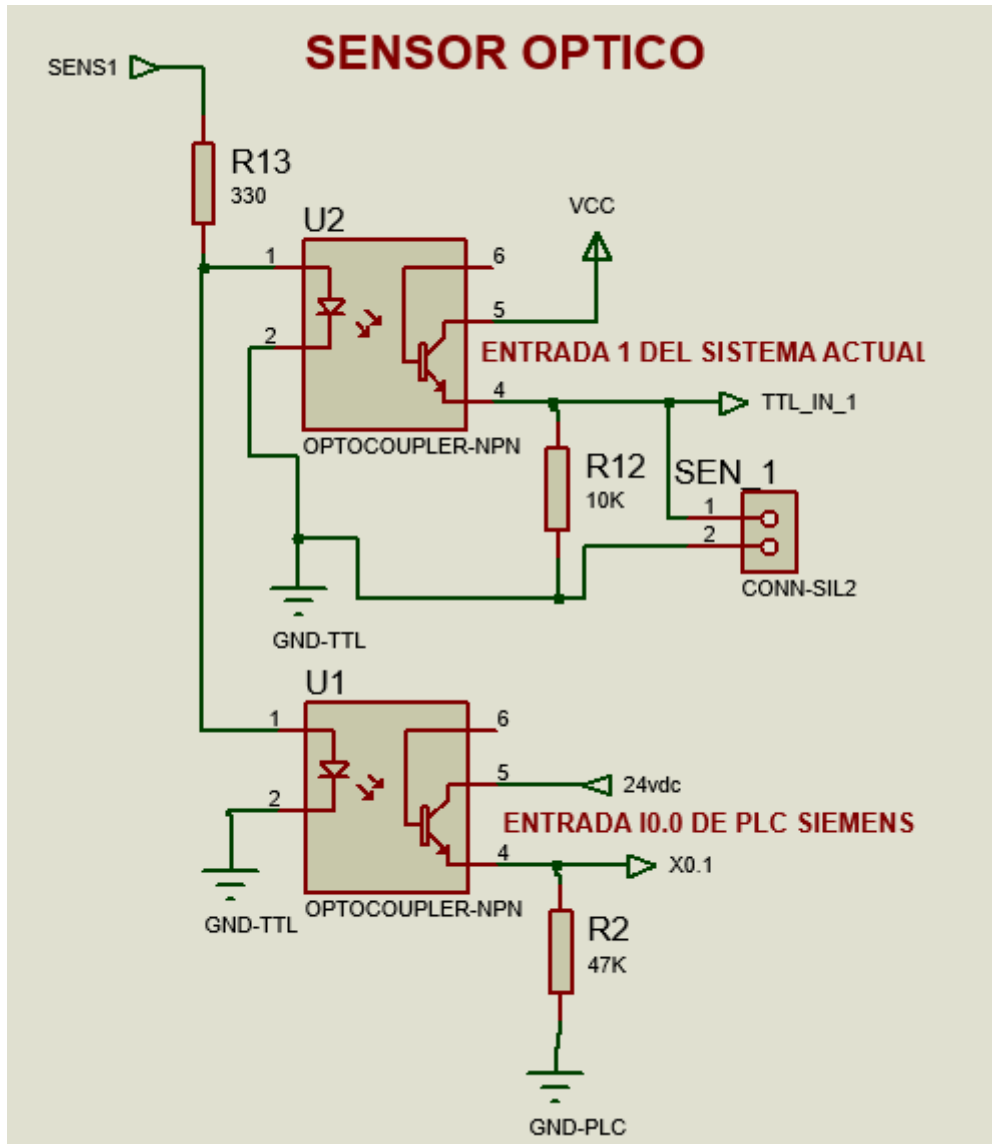 SENSOR OPTICO
SENS1
R13
330
U2
VCC
1
6
5
2
ENTRADA 1 DEL SISTEMA ACTUAL
4
TTL_IN_1
OPTOCOUPLER-NPN
R12
10K
SEN_1
1
2
CONN-SIL2
GND-TTL
U1
1
6
5
24vdc
2
ENTRADA I0.0 DE PLC SIEMENS
4
X0.1
OPTOCOUPLER-NPN
GND-TTL
R2
47K
GND-PLC